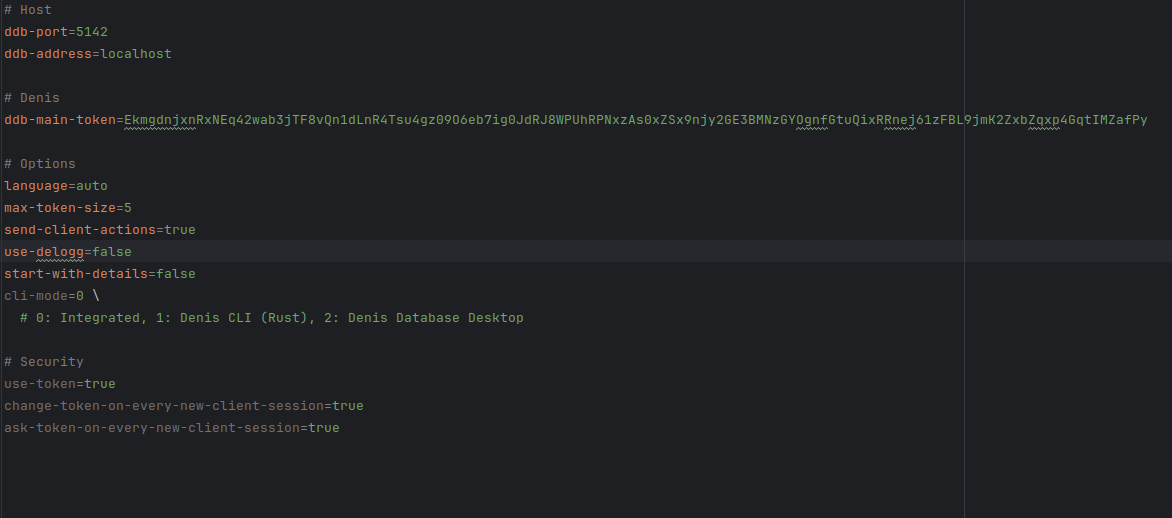 # Host
ddb-port=5142
ddb-address=localhost
# Denis
ddb-main-token=EkmgdnjxnRxNEq42wab3jTF8vQn1dLnR4Tsu4gz09O6eb7ig0JdRJ8WPUhRPNxzAs0xZSx9njy2GE3BMNzGYOgnfGtuQixRRnej61zFBL9jmK2ZxbZqxp4GqtIMZafPy
# Options
language=auto
max-token-size=5
send-client-actions=true
use-delogg=false
start-with-details=false
cli-mode=0 \
# 0: Integrated, 1: Denis CLI (Rust), 2: Denis Database Desktop
# Security
use-token=true
change-token-on-every-new-client-session=true
ask-token-on-every-new-client-session=true